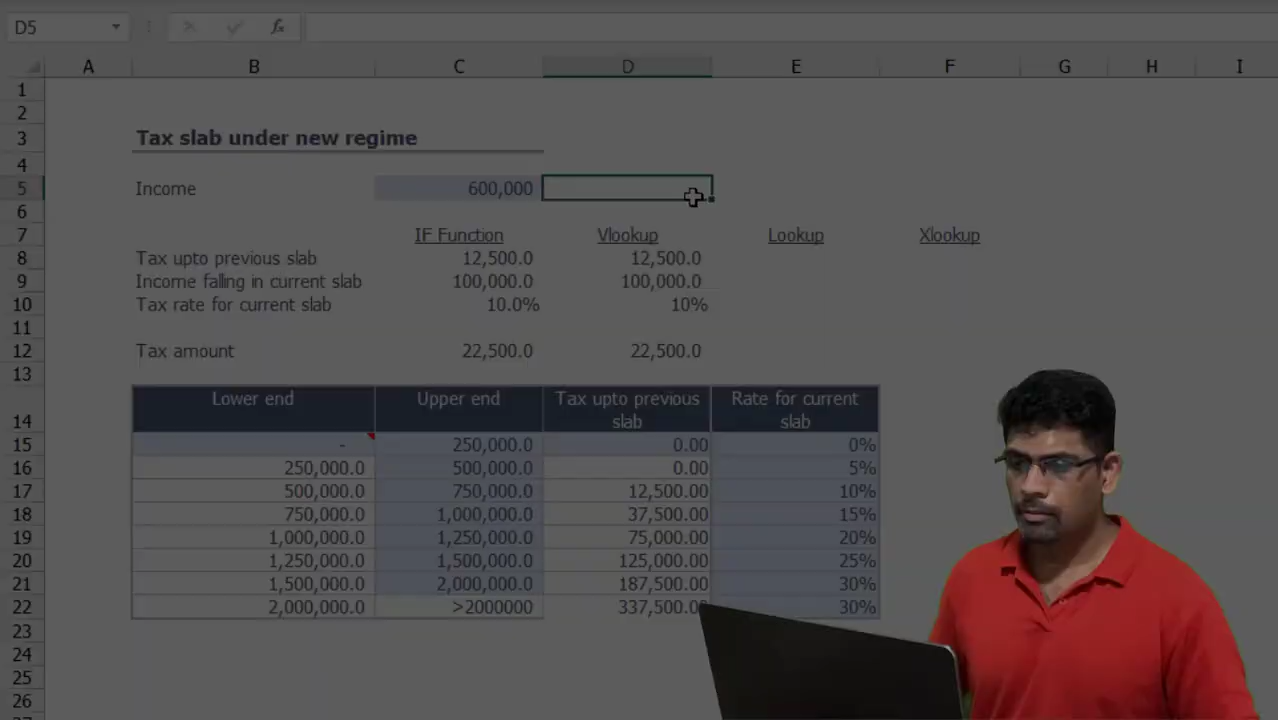 D5 fx
A B C D E F G H I
1
2
3 Tax slab under new regime
4
5 Income 600,000
6
7 IF Function Vlookup Lookup Xlookup
8 Tax upto previous slab 12,500.0 12,500.0
9 Income falling in current slab 100,000.0 100,000.0
10 Tax rate for current slab 10.0% 10%
11
12 Tax amount 22,500.0 22,500.0
13
14 Lower end Upper end Tax upto previous slab Rate for current slab
15 - 250,000.0 0.00 0%
16 250,000.0 500,000.0 0.00 5%
17 500,000.0 750,000.0 12,500.00 10%
18 750,000.0 1,000,000.0 37,500.00 15%
19 1,000,000.0 1,250,000.0 75,000.00 20%
20 1,250,000.0 1,500,000.0 125,000.00 25%
21 1,500,000.0 2,000,000.0 187,500.00 30%
22 2,000,000.0 >2000000 337,500.00 30%
23
24
25
26